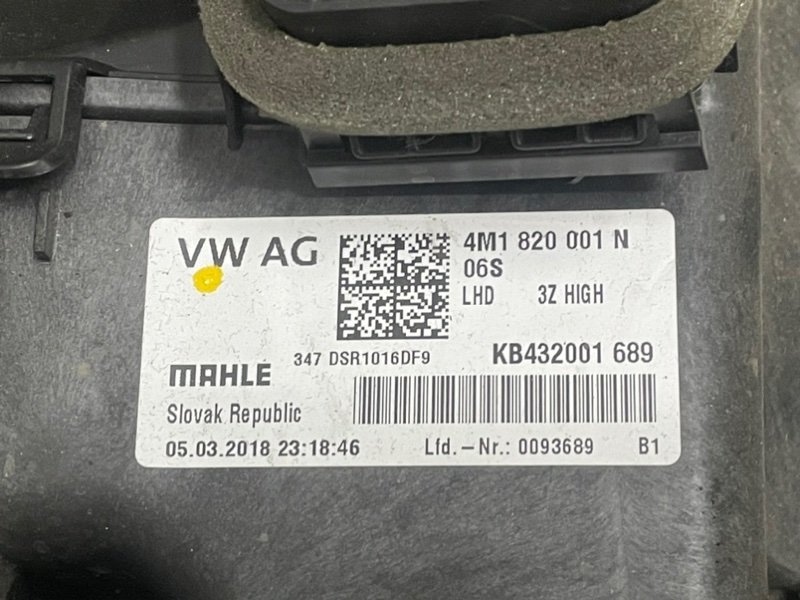 VW AG
4M1 820 001 N
06S
LHD 3Z HIGH
347 DSR1016DF9
KB432001 689
MAHLE
Slovak Republic
05.03.2018 23:18:46
Lfd.-Nr.: 0093689
B1